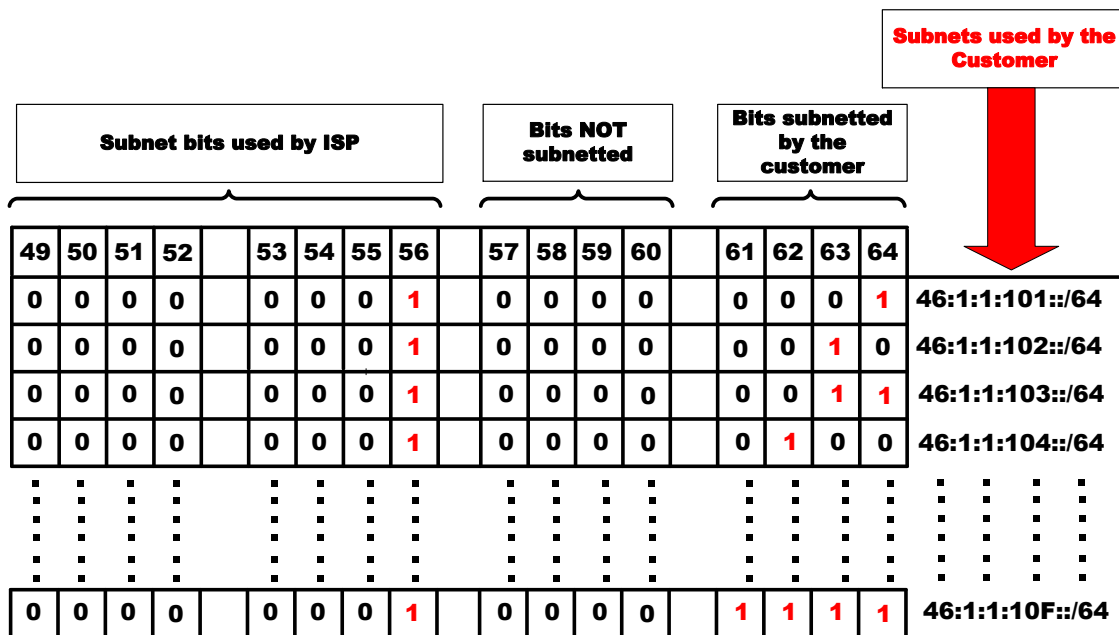 Subnets used by the
Customer
Subnet bits used by ISP
Bits NOT
subnetted
Bits subnetted
by the
customer
49 50 51 52 53 54 55 56 57 58 59 60 61 62 63 64
0 0 0 0 0 0 0 1 0 0 0 0 0 0 0 1 46:1:1:101::/64
0 0 0 0 0 0 0 1 0 0 0 0 0 0 1 0 46:1:1:102::/64
0 0 0 0 0 0 0 1 0 0 0 0 0 0 1 1 46:1:1:103::/64
0 0 0 0 0 0 0 1 0 0 0 0 0 1 0 0 46:1:1:104::/64
0 0 0 0 0 0 0 1 0 0 0 0 1 1 1 1 46:1:1:10F::/64